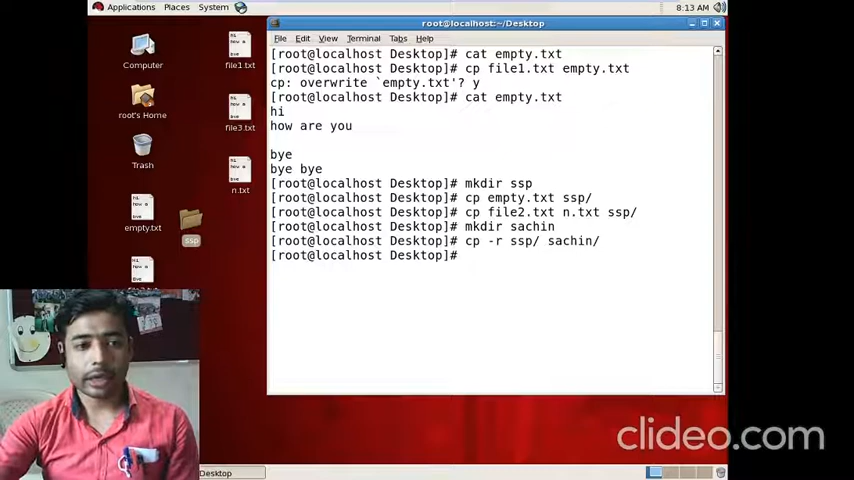 Applications Places System
8:13 AM
root@localhost:~/Desktop
File Edit View Terminal Tabs Help
[root@localhost Desktop]# cat empty.txt
[root@localhost Desktop]# cp file1.txt empty.txt
cp: overwrite `empty.txt'? y
[root@localhost Desktop]# cat empty.txt
hi
how are you
bye
bye bye
[root@localhost Desktop]# mkdir ssp
[root@localhost Desktop]# cp empty.txt ssp/
[root@localhost Desktop]# cp file2.txt n.txt ssp/
[root@localhost Desktop]# mkdir sachin
[root@localhost Desktop]# cp -r ssp/ sachin/
[root@localhost Desktop]#
Computer
file1.txt
root's Home
file3.txt
Trash
n.txt
empty.txt
ssp
Desktop
clideo.com